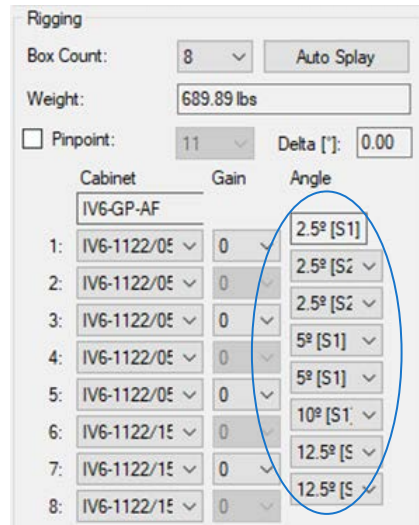 Rigging
Box Count: 8 Auto Splay
Weight: 689.89 lbs
Pinpoint: 11 Delta [°]: 0.00
Cabinet Gain Angle
IV6-GP-AF
2.5º [S1]
1: IV6-1122/05 0
2.5º [S2
2: IV6-1122/05 0
2.5º [S2
3: IV6-1122/05 0
5º [S1]
4: IV6-1122/05 0
5º [S1]
5: IV6-1122/05 0
10º [S1]
6: IV6-1122/15 0
12.5º [S
7: IV6-1122/15 0
12.5º [S
8: IV6-1122/15 0